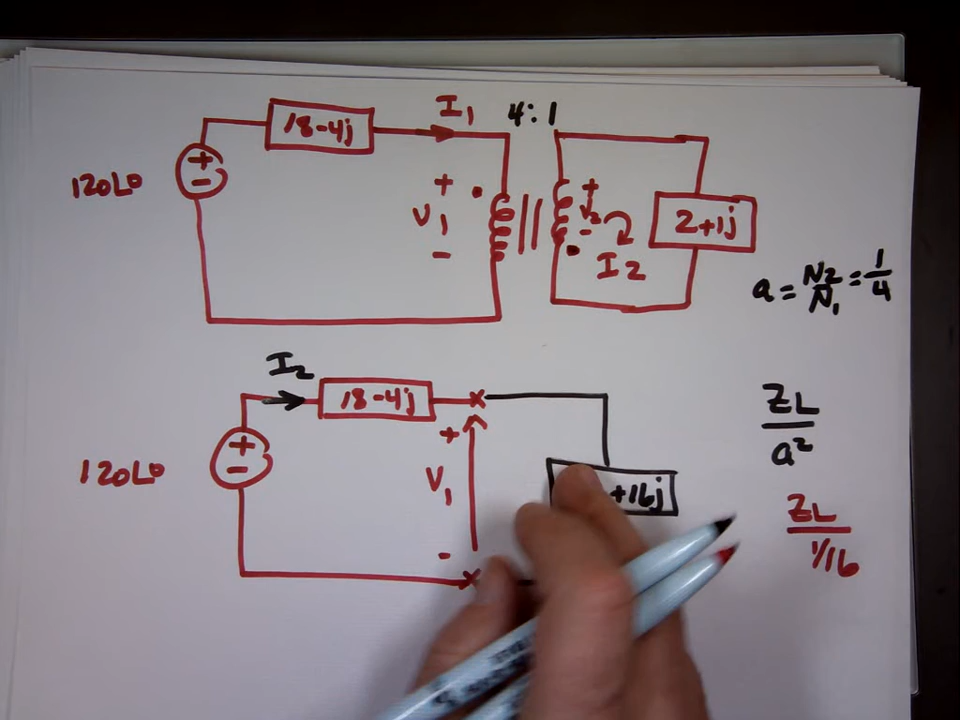 I1
4:1
18-4j
120∠0
+
-
+
V1
-
+
V2
-
I2
2+1j
a = N2/N1 = 1/4
I2
18-4j
120∠0
+
-
+
V1
-
+16j
ZL
a²
ZL
1/16